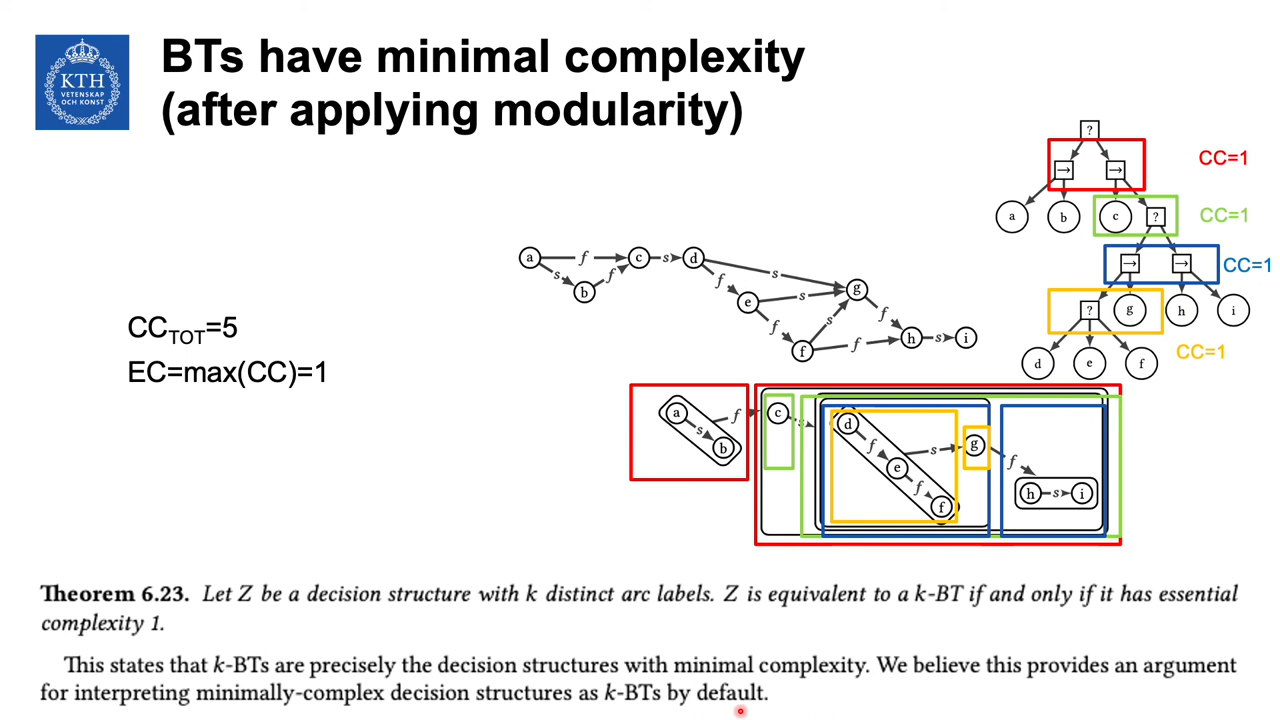 KTH
VETENSKAP
OCH KONST
BTs have minimal complexity
(after applying modularity)
CC_TOT=5
EC=max(CC)=1
?
→ →
CC=1
a b c ?
CC=1
→ →
CC=1
? g h i
CC=1
d e f
a f c s d
s b f
s
f e s g
f s f
f f h s i
a s b f c s d f e f f s g f h s i
Theorem 6.23. Let Z be a decision structure with k distinct arc labels. Z is equivalent to a k-BT if and only if it has essential
complexity 1.
This states that k-BTs are precisely the decision structures with minimal complexity. We believe this provides an argument
for interpreting minimally-complex decision structures as k-BTs by default.